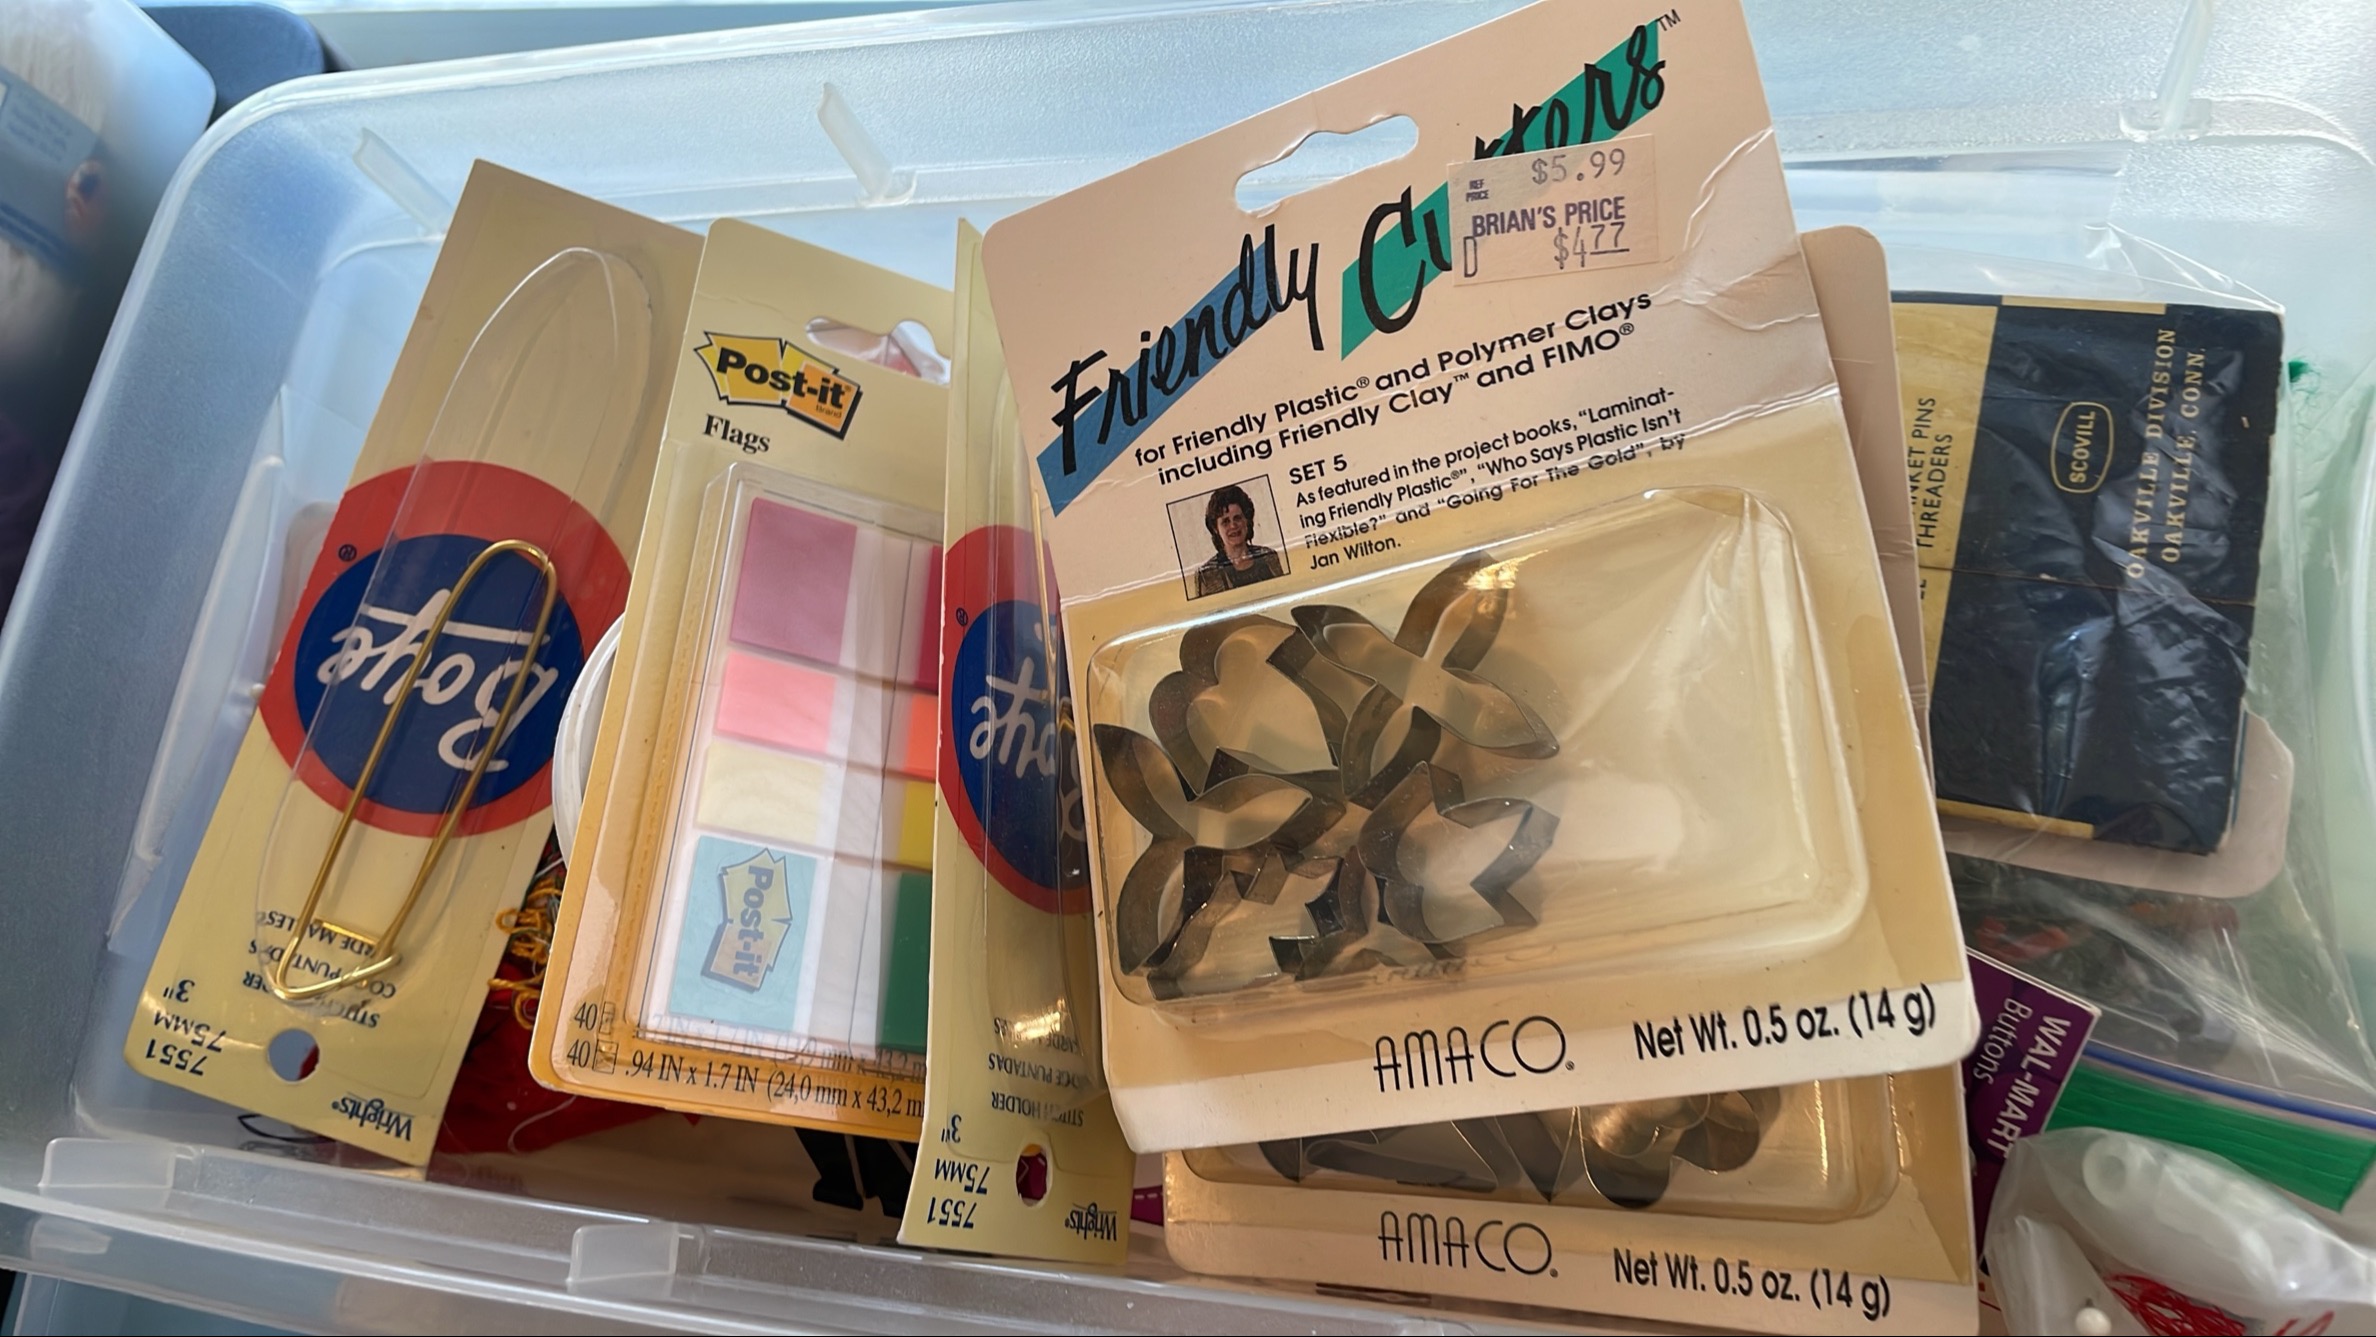 Friendly Cutters™
$5.99
REF
PRICE
BRIAN'S PRICE
D $4.77
for Friendly Plastic® and Polymer Clays
including Friendly Clay™ and FIMO®
SET 5
As featured in the project books, "Laminat-
ing Friendly Plastic®", "Who Says Plastic Isn't
Flexible?" and "Going For The Gold", by
Jan Wilton.
AMACO®
Net Wt. 0.5 oz. (14 g)
AMACO®
Net Wt. 0.5 oz. (14 g)
Post-it®
Brand
Flags
Post-it
40
40 .94 IN x 1.7 IN (24,0 mm x 43,2 m
Boye®
STITCH
3"
75MM
7551
Wrights®
Boye®
STITCH HOLDER
PUNTADAS
3"
75MM
7551
Wrights®
SCOVILL
OAKVILLE DIVISION
OAKVILLE, CONN.
PINS
THREADERS
WAL-MART
Buttons